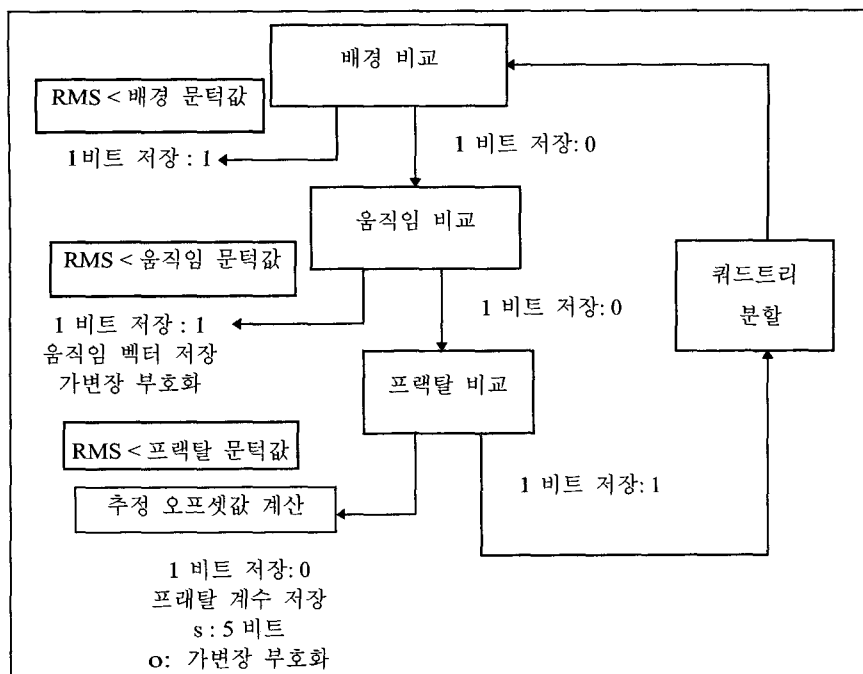 배경 비교
RMS < 배경 문턱값
1비트 저장 : 1
1 비트 저장: 0
움직임 비교
RMS < 움직임 문턱값
1 비트 저장 : 1
움직임 벡터 저장
가변장 부호화
1 비트 저장: 0
쿼드트리
분할
프랙탈 비교
RMS < 프랙탈 문턱값
1 비트 저장: 1
추정 오프셋값 계산
1 비트 저장: 0
프래탈 계수 저장
s : 5 비트
o: 가변장 부호화